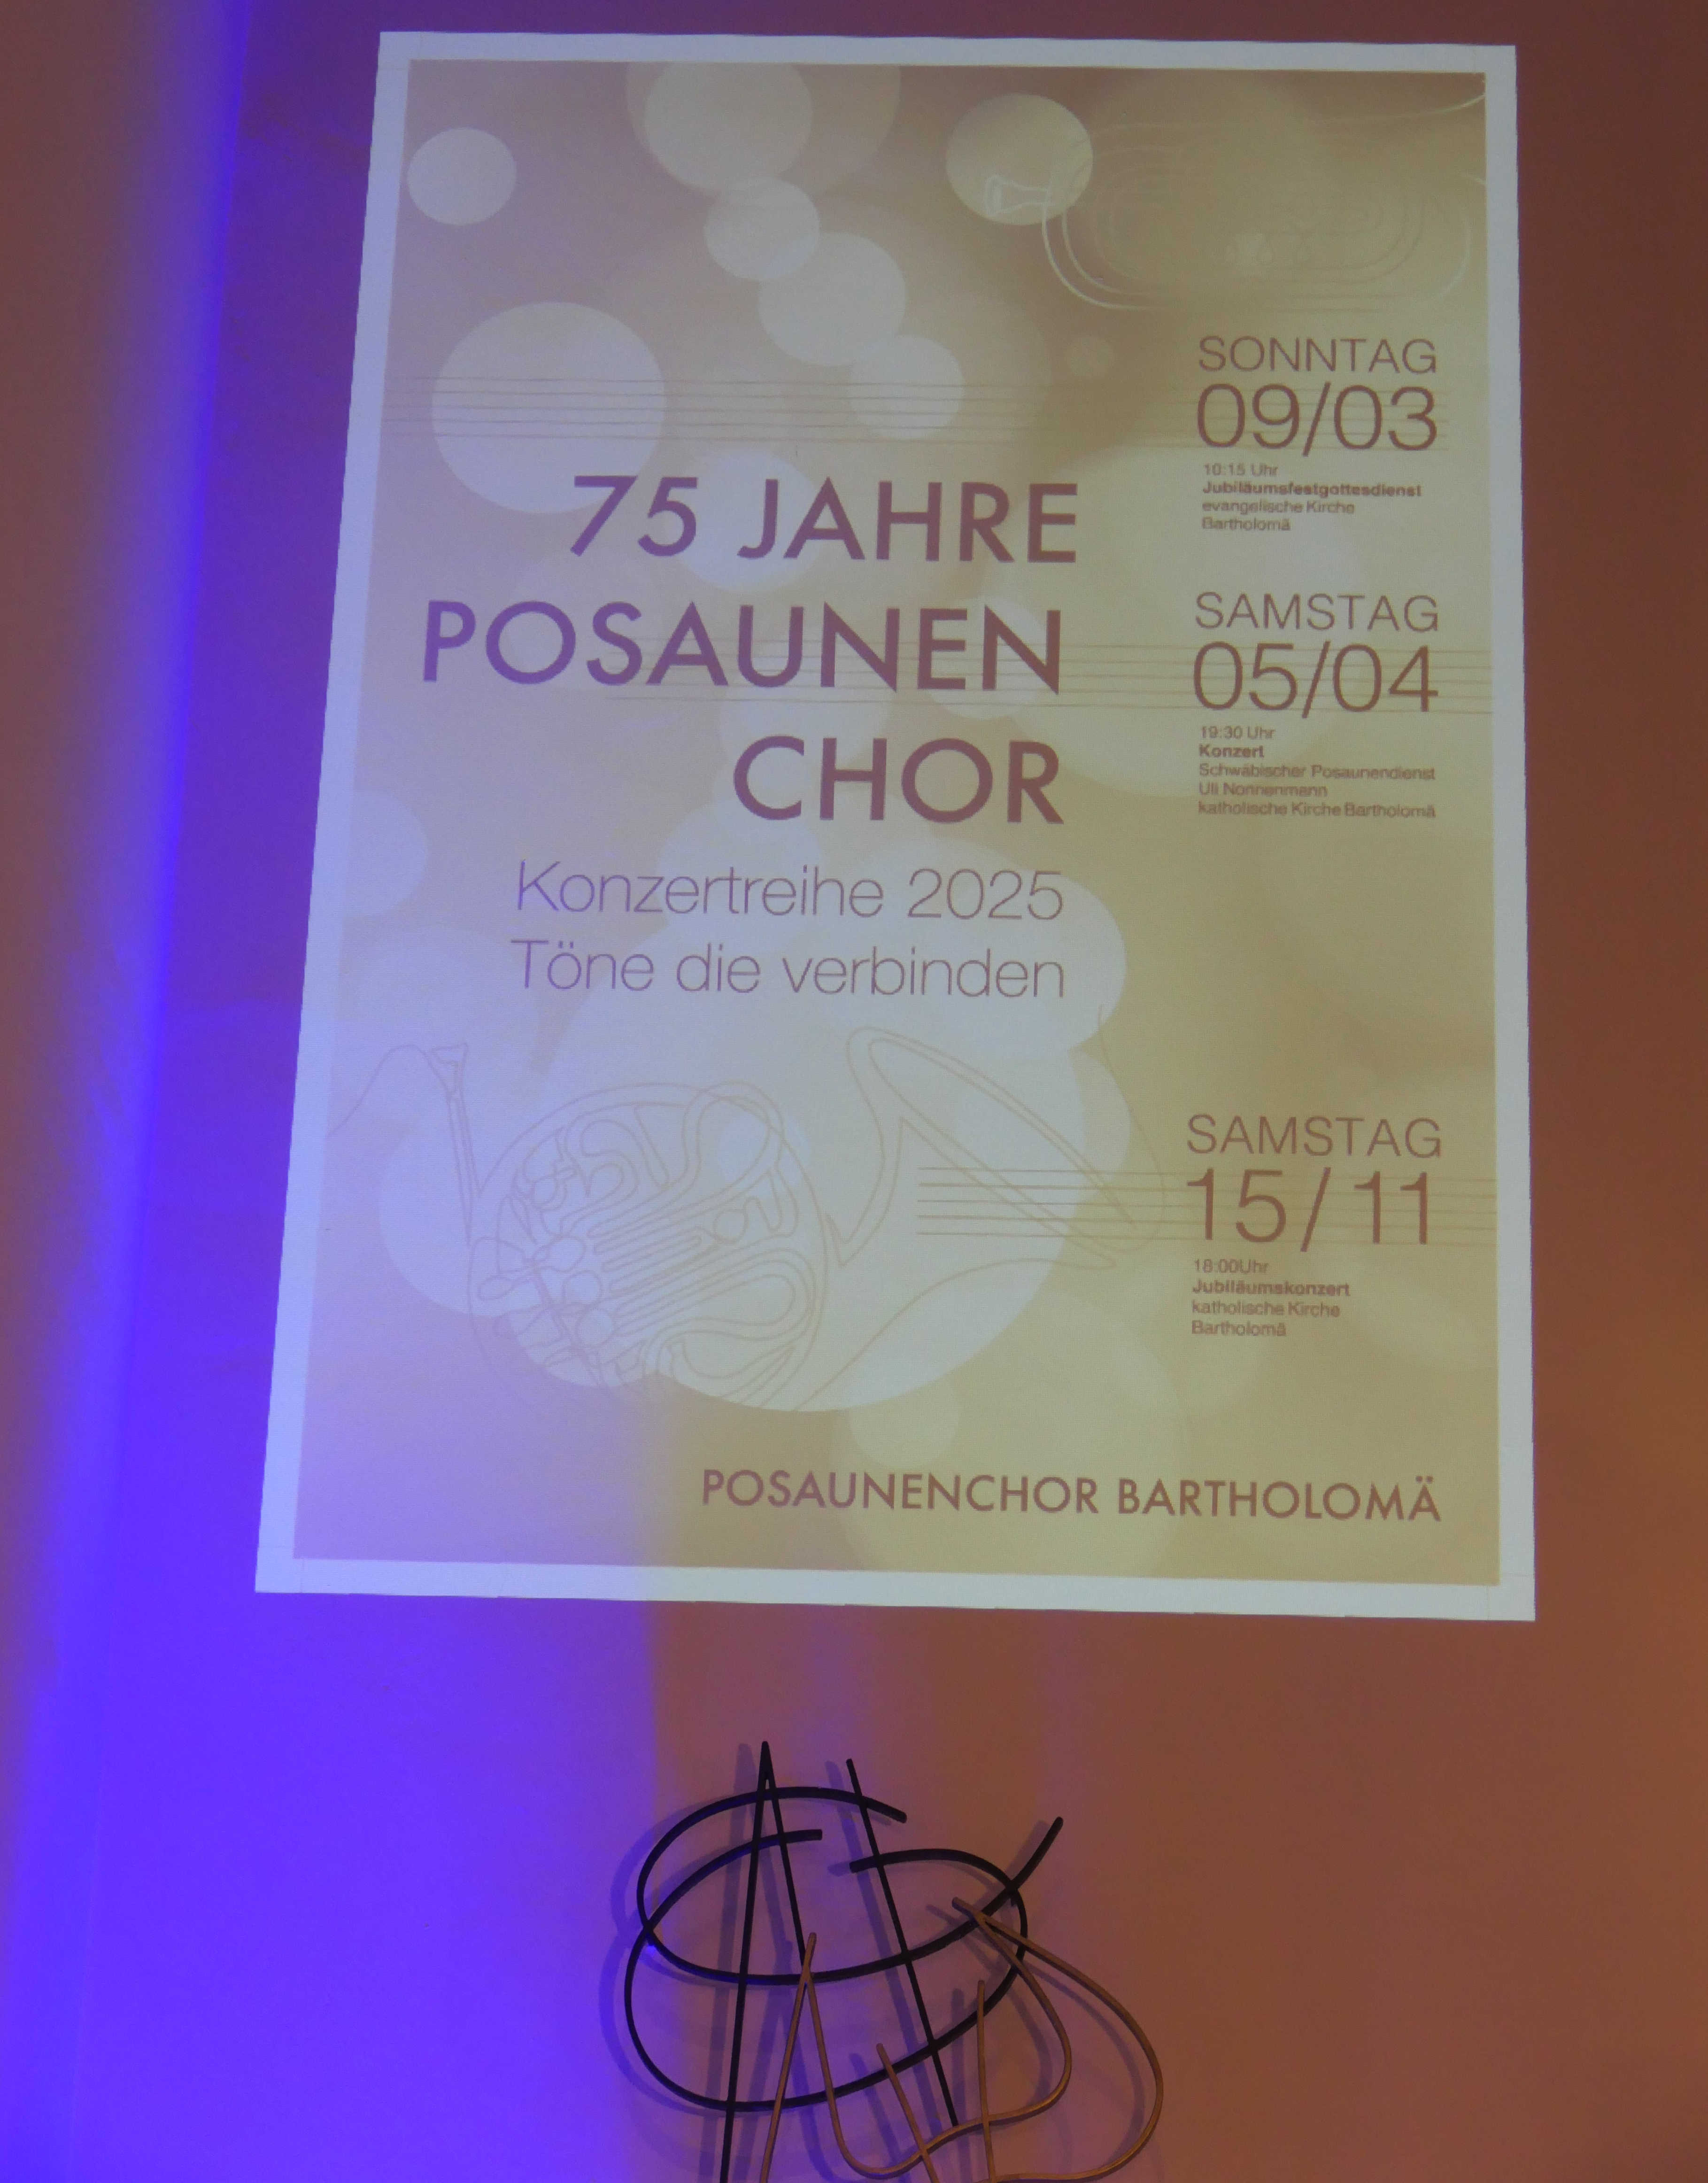 75 JAHRE
POSAUNEN
CHOR
Konzertreihe 2025
Töne die verbinden
SONNTAG
09/03
10:15 Uhr
Jubiläumsfestgottesdienst
evangelische Kirche
Bartholomä
SAMSTAG
05/04
19:30 Uhr
Konzert
Schwäbischer Posaunendienst
Uli Nonnenmann
katholische Kirche Bartholomä
SAMSTAG
15/11
18:00Uhr
Jubiläumskonzert
katholische Kirche
Bartholomä
POSAUNENCHOR BARTHOLOMÄ